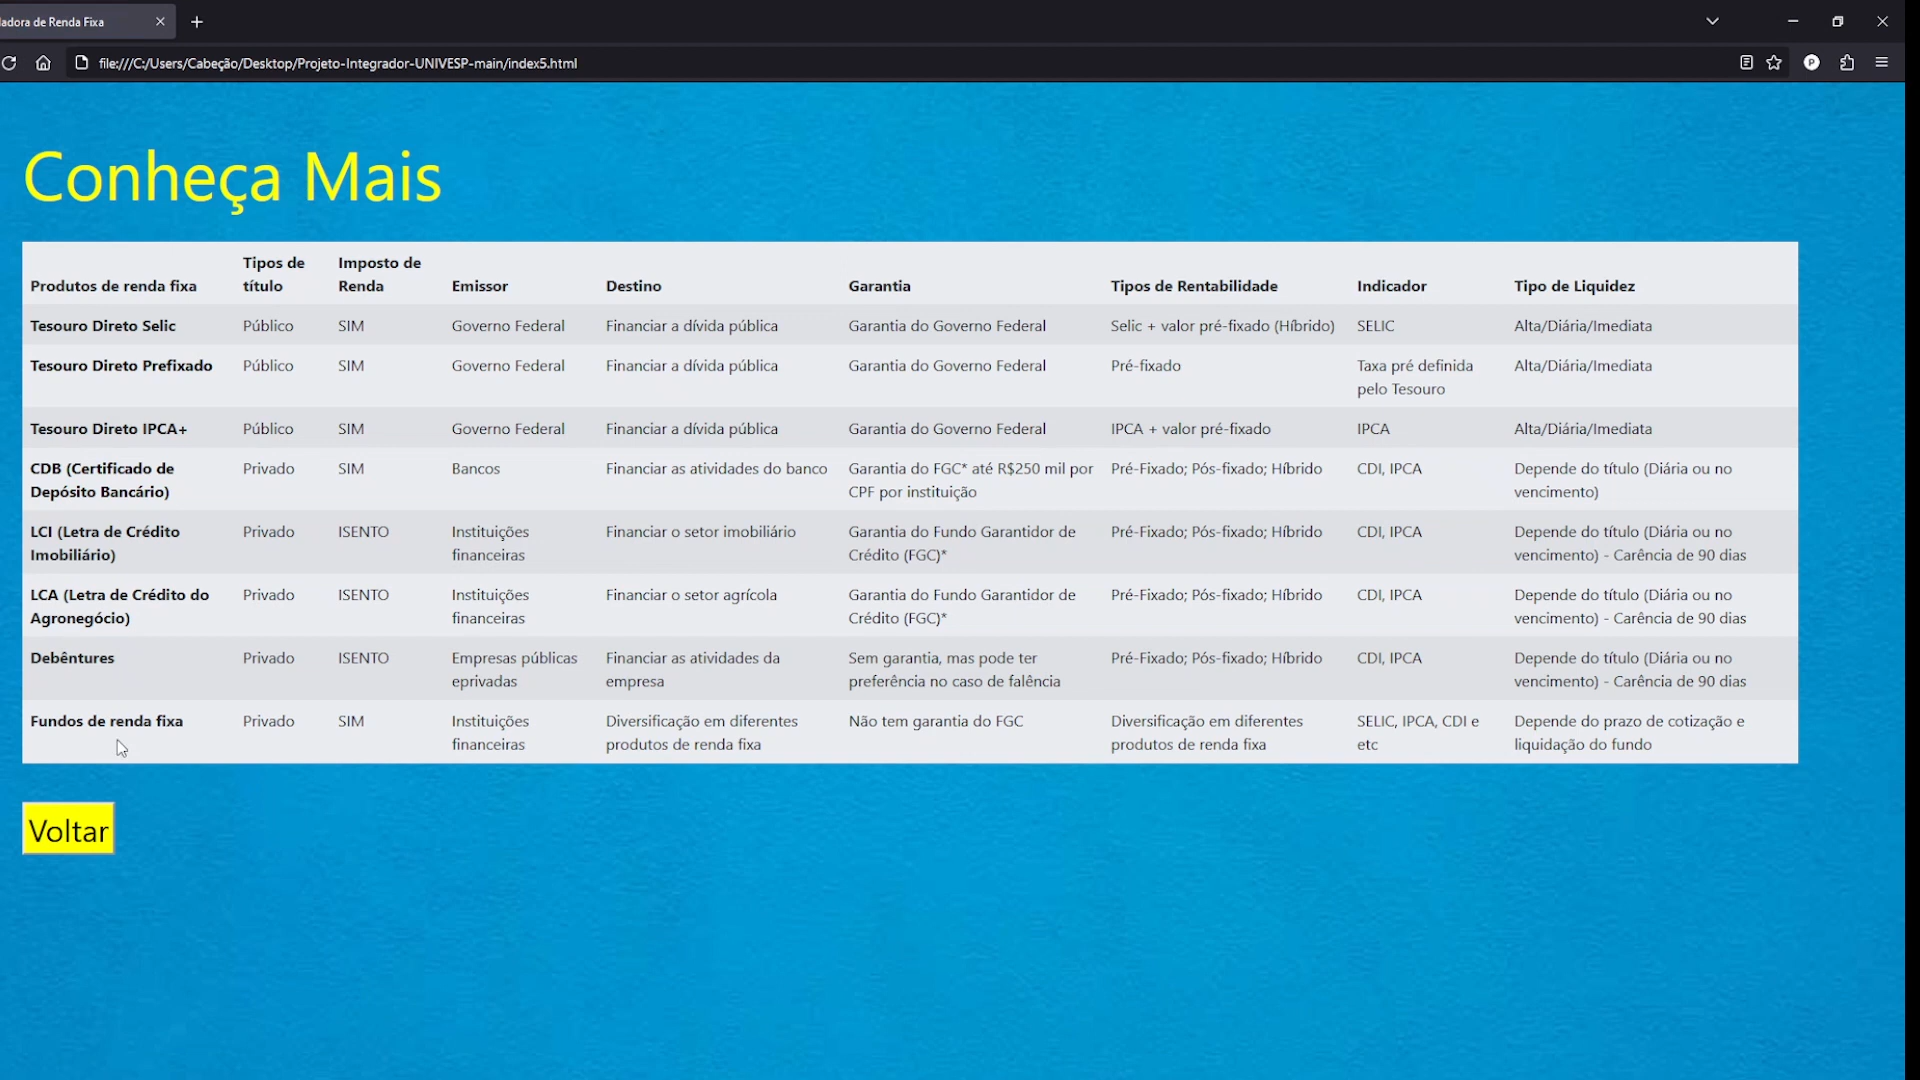 ladora de Renda Fixa
file:///C:/Users/Cabeção/Desktop/Projeto-Integrador-UNIVESP-main/index5.html
P
Conheça Mais
Produtos de renda fixa Tipos de título Imposto de Renda Emissor Destino Garantia Tipos de Rentabilidade Indicador Tipo de Liquidez
Tesouro Direto Selic Público SIM Governo Federal Financiar a dívida pública Garantia do Governo Federal Selic + valor pré-fixado (Híbrido) SELIC Alta/Diária/Imediata
Tesouro Direto Prefixado Público SIM Governo Federal Financiar a dívida pública Garantia do Governo Federal Pré-fixado Taxa pré definida pelo Tesouro Alta/Diária/Imediata
Tesouro Direto IPCA+ Público SIM Governo Federal Financiar a dívida pública Garantia do Governo Federal IPCA + valor pré-fixado IPCA Alta/Diária/Imediata
CDB (Certificado de Depósito Bancário) Privado SIM Bancos Financiar as atividades do banco Garantia do FGC* até R$250 mil por CPF por instituição Pré-Fixado; Pós-fixado; Híbrido CDI, IPCA Depende do título (Diária ou no vencimento)
LCI (Letra de Crédito Imobiliário) Privado ISENTO Instituições financeiras Financiar o setor imobiliário Garantia do Fundo Garantidor de Crédito (FGC)* Pré-Fixado; Pós-fixado; Híbrido CDI, IPCA Depende do título (Diária ou no vencimento) - Carência de 90 dias
LCA (Letra de Crédito do Agronegócio) Privado ISENTO Instituições financeiras Financiar o setor agrícola Garantia do Fundo Garantidor de Crédito (FGC)* Pré-Fixado; Pós-fixado; Híbrido CDI, IPCA Depende do título (Diária ou no vencimento) - Carência de 90 dias
Debêntures Privado ISENTO Empresas públicas eprivadas Financiar as atividades da empresa Sem garantia, mas pode ter preferência no caso de falência Pré-Fixado; Pós-fixado; Híbrido CDI, IPCA Depende do título (Diária ou no vencimento) - Carência de 90 dias
Fundos de renda fixa Privado SIM Instituições financeiras Diversificação em diferentes produtos de renda fixa Não tem garantia do FGC Diversificação em diferentes produtos de renda fixa SELIC, IPCA, CDI e etc Depende do prazo de cotização e liquidação do fundo
Voltar